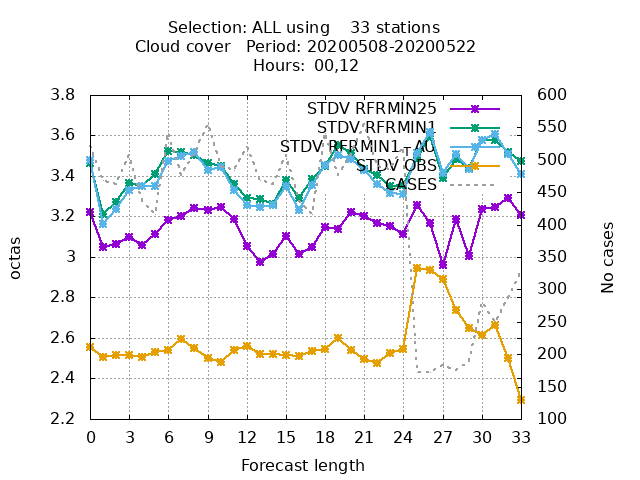 Selection: ALL using    33 stations
Cloud cover   Period: 20200508-20200522
Hours:  00,12
3.8
3.6
3.4
3.2
3
2.8
2.6
2.4
2.2
octas
600
550
500
450
400
350
300
250
200
150
100
No cases
STDV RFRMIN25
STDV RFRMIN1
STDV RFRMIN1_AO
STDV OBS
CASES
0 3 6 9 12 15 18 21 24 27 30 33
Forecast length